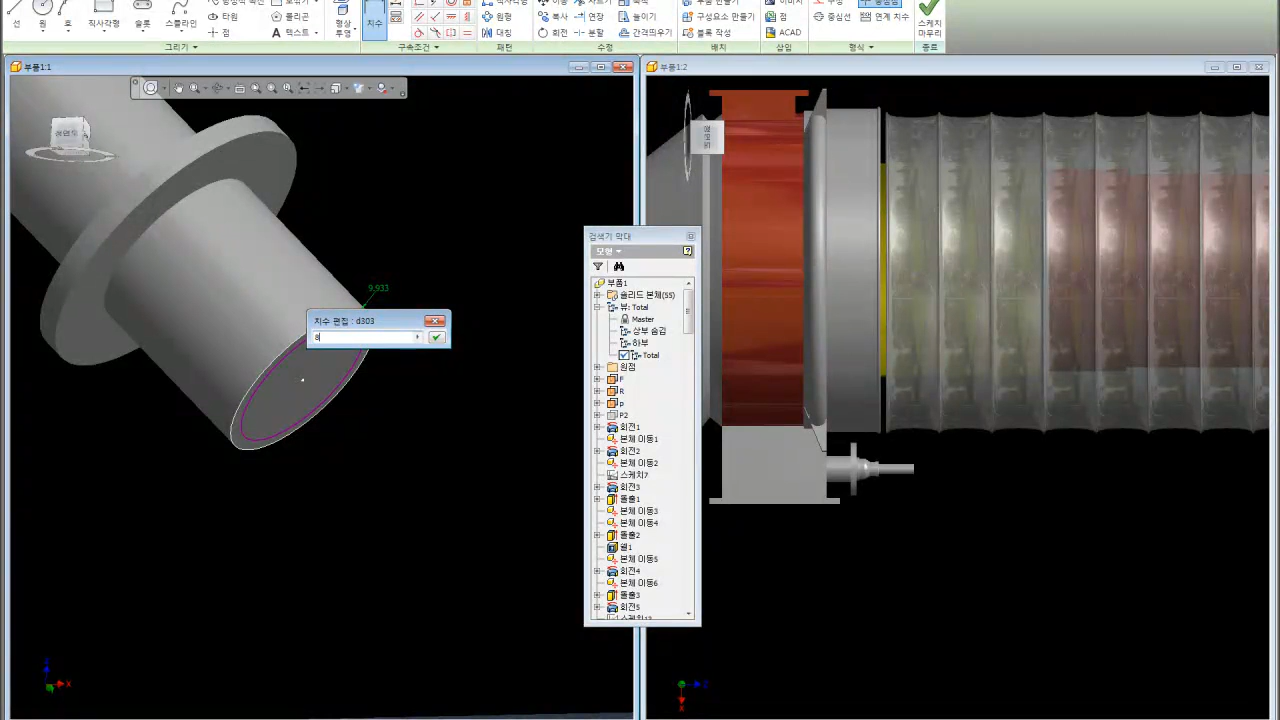 선
원
호
직사각형
슬롯
스플라인
타원
점
폴리곤
텍스트
형상 투영
치수
원형
대칭
이동
복사
회전
연장
분할
늘이기
간격띄우기
구성요소 만들기
블록 작성
점
ACAD
중심선
연계 치수
스케치 마무리
그리기
구속조건
패턴
수정
배치
삽입
형식
종료
부품1:1
부품1:2
9,933
치수 편집 : d303
8
검색기 막대
모형
부품1
솔리드 본체(55)
뷰: Total
Master
상부 숨김
하부
Total
원점
F
R
p
P2
회전1
본체 이동1
회전2
본체 이동2
스케치7
회전3
돌출1
본체 이동3
본체 이동4
돌출2
쉘1
본체 이동5
회전4
본체 이동6
돌출3
회전5
X
X